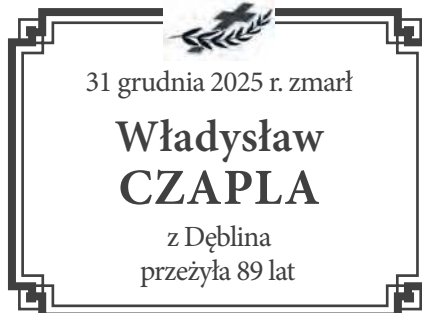 31 grudnia 2025 r. zmarł
Władysław
CZAPLA
z Dęblina
przeżyła 89 lat